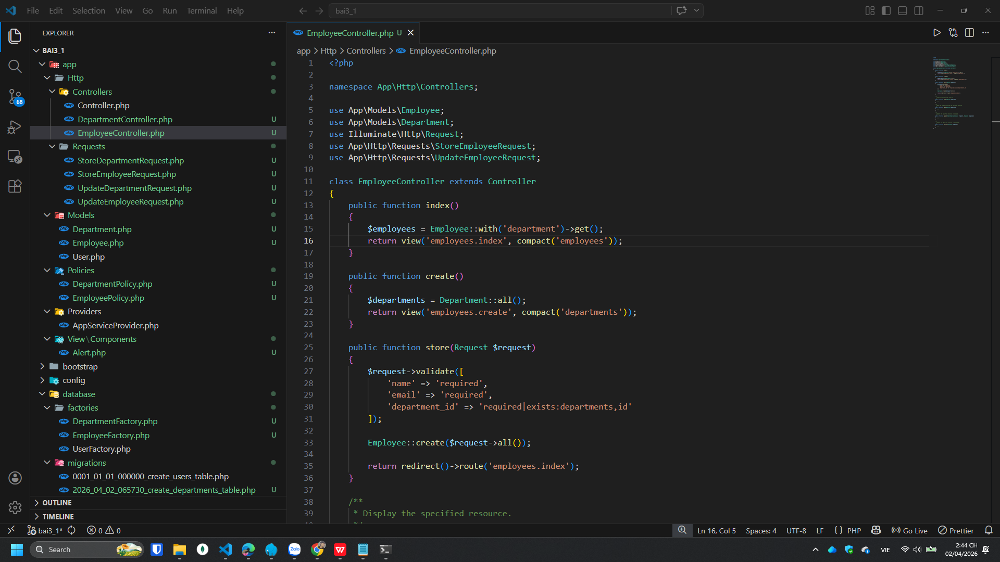 File Edit Selection View Go Run Terminal Help
bai3_1
EXPLORER
BAI3_1
app
Http
Controllers
Controller.php
DepartmentController.php U
EmployeeController.php U
Requests
StoreDepartmentRequest.php U
StoreEmployeeRequest.php U
UpdateDepartmentRequest.php U
UpdateEmployeeRequest.php U
Models
Department.php U
Employee.php U
User.php
Policies
DepartmentPolicy.php U
EmployeePolicy.php U
Providers
AppServiceProvider.php
View\Components
Alert.php U
bootstrap
config
database
factories
DepartmentFactory.php U
EmployeeFactory.php U
UserFactory.php
migrations
0001_01_01_000000_create_users_table.php
2026_04_02_065730_create_departments_table.php U
OUTLINE
TIMELINE
68
EmployeeController.php U
app > Http > Controllers > EmployeeController.php
1 <?php
2
3 namespace App\Http\Controllers;
4
5 use App\Models\Employee;
6 use App\Models\Department;
7 use Illuminate\Http\Request;
8 use App\Http\Requests\StoreEmployeeRequest;
9 use App\Http\Requests\UpdateEmployeeRequest;
10
11 class EmployeeController extends Controller
12 {
13     public function index()
14     {
15         $employees = Employee::with('department')->get();
16         return view('employees.index', compact('employees'));
17     }
18
19     public function create()
20     {
21         $departments = Department::all();
22         return view('employees.create', compact('departments'));
23     }
24
25     public function store(Request $request)
26     {
27         $request->validate([
28             'name' => 'required',
29             'email' => 'required',
30             'department_id' => 'required|exists:departments,id'
31         ]);
32
33         Employee::create($request->all());
34
35         return redirect()->route('employees.index');
36     }
37
38     /**
39      * Display the specified resource.
bai3_1* 0 0
Ln 16, Col 5 Spaces: 4 UTF-8 LF { } PHP Go Live Prettier
Search
Zalo
VIE
2:44 CH
02/04/2026